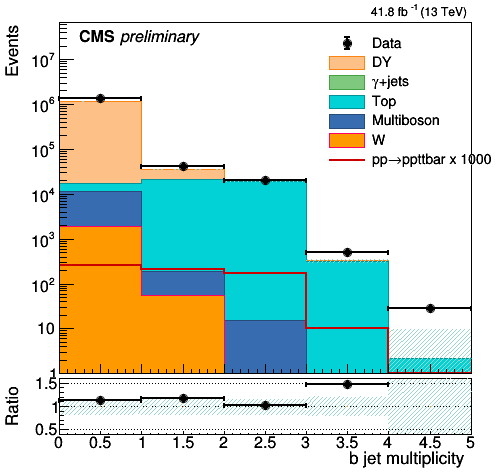 41.8 fb⁻¹ (13 TeV)
CMS preliminary
Events
10⁷
10⁶
10⁵
10⁴
10³
10²
10
1
Data
DY
γ+jets
Top
Multiboson
W
pp→ppttbar x 1000
Ratio
1.5
1
0.5
0 0.5 1 1.5 2 2.5 3 3.5 4 4.5 5
b jet multiplicity